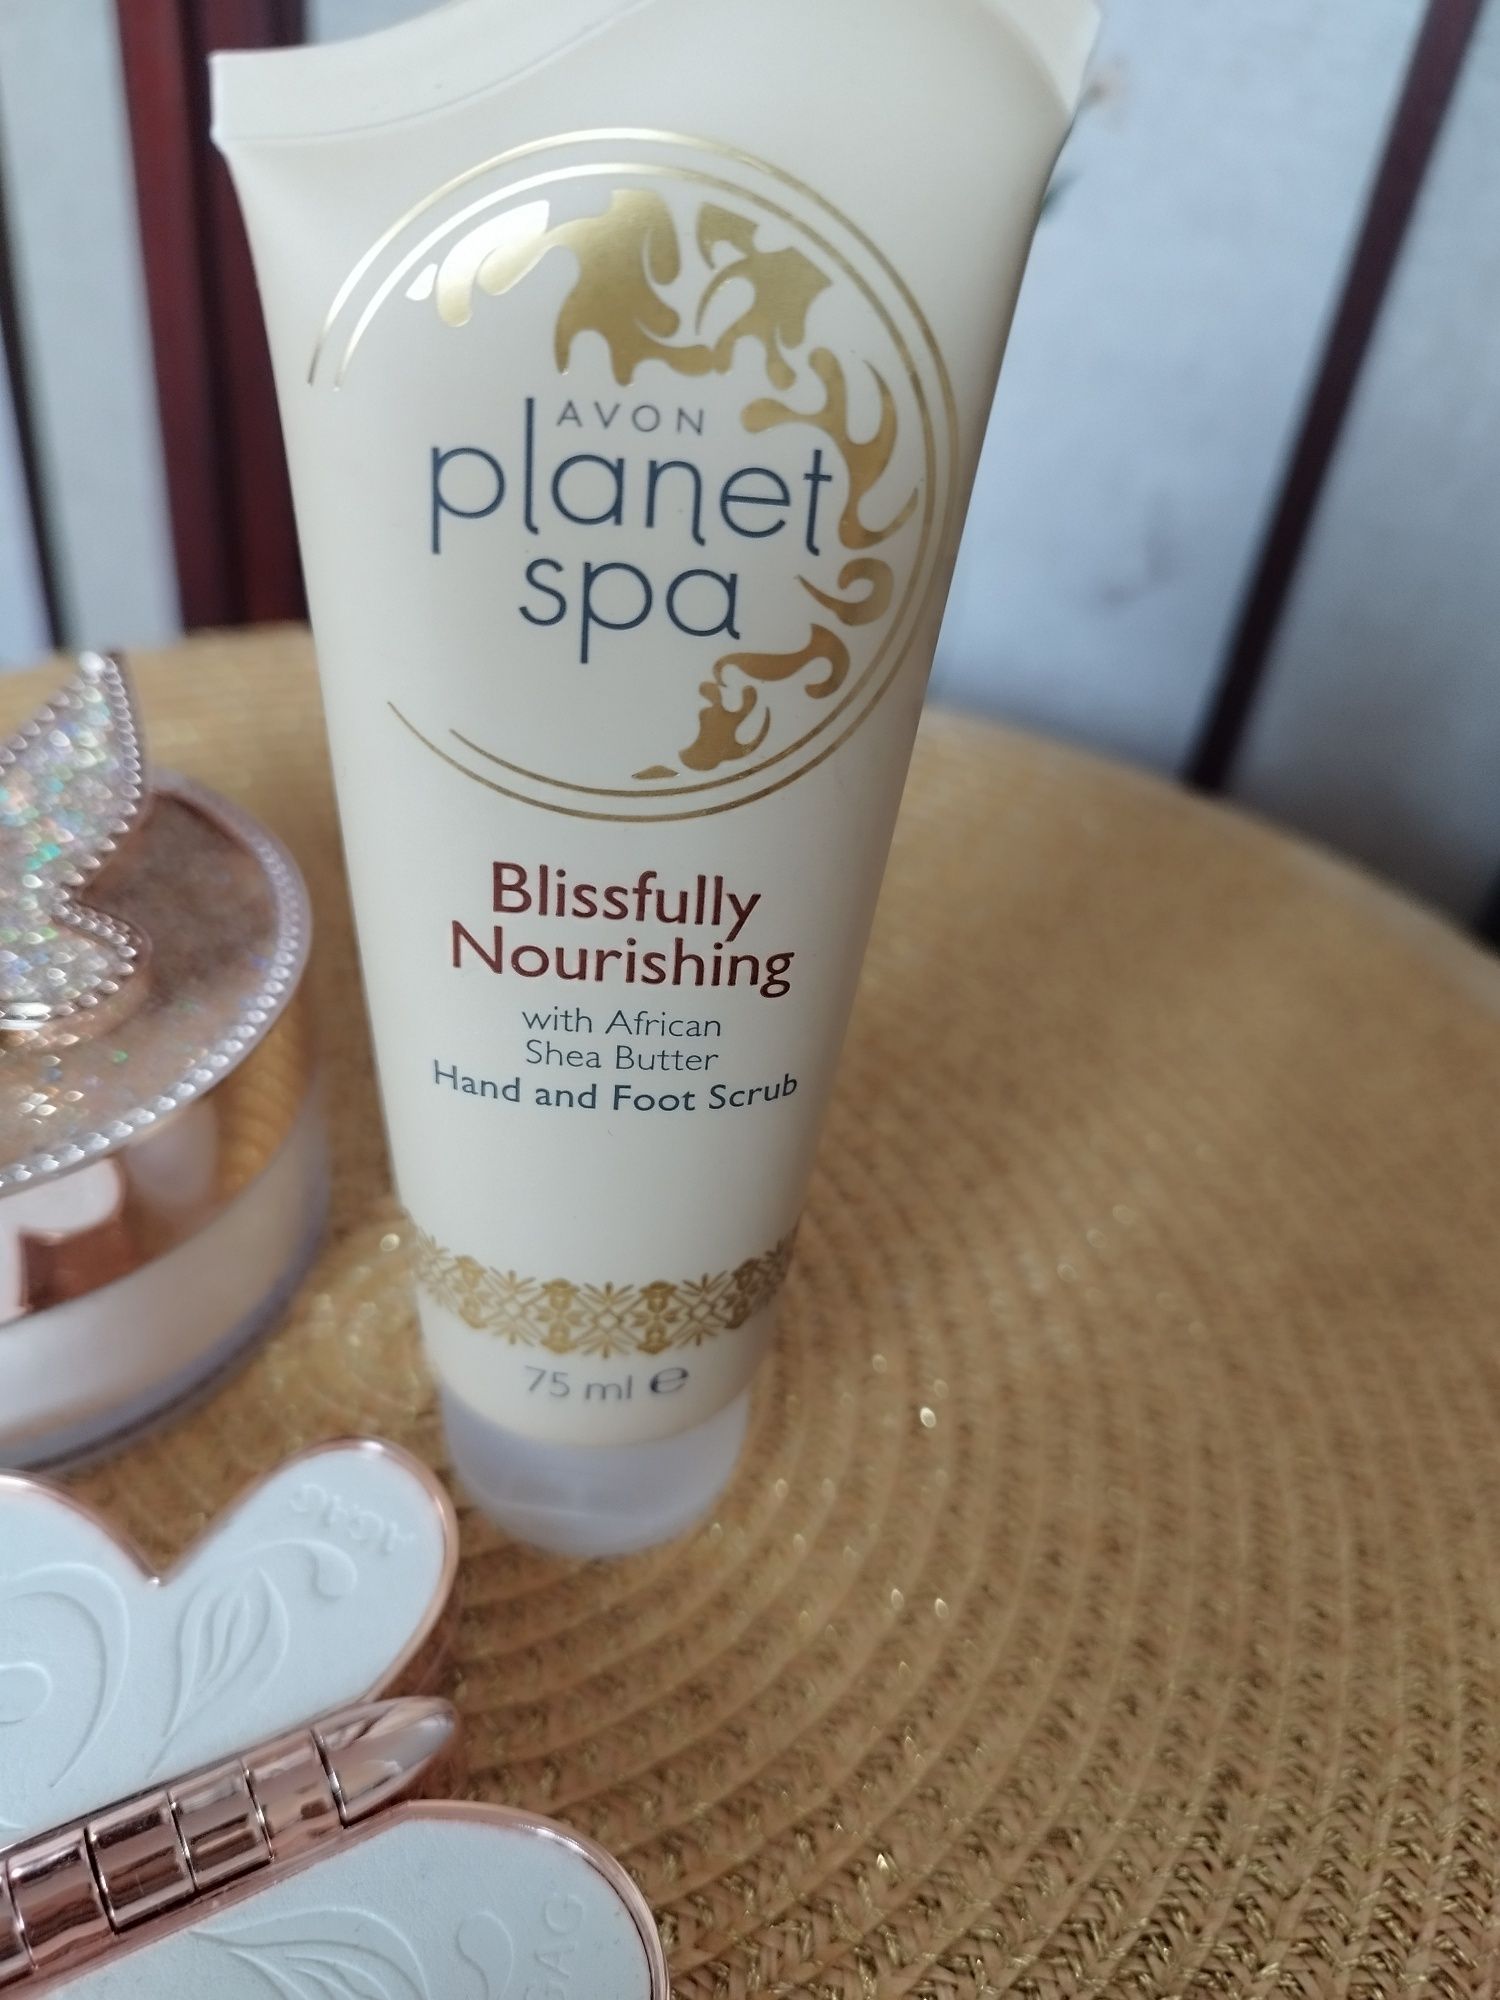 AVON
planet
spa
Blissfully
Nourishing
with African
Shea Butter
Hand and Foot Scrub
75 ml e